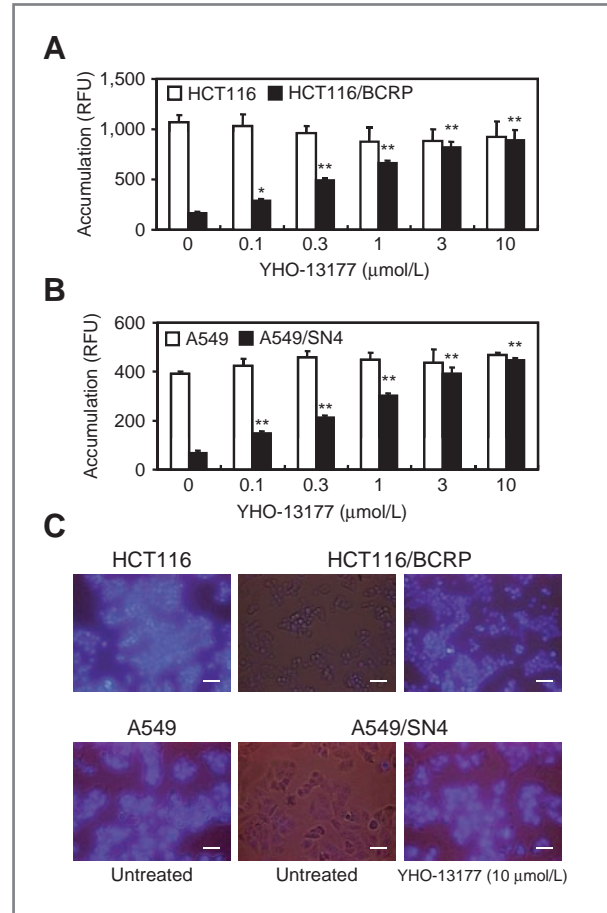 A
Accumulation (RFU)
1,500
1,000
500
0
HCT116 HCT116/BCRP
* ** ** ** **
0 0.1 0.3 1 3 10
YHO-13177 (μmol/L)
B
Accumulation (RFU)
600
400
200
0
A549 A549/SN4
** ** ** ** **
0 0.1 0.3 1 3 10
YHO-13177 (μmol/L)
C
HCT116 HCT116/BCRP
A549 A549/SN4
Untreated Untreated YHO-13177 (10 μmol/L)